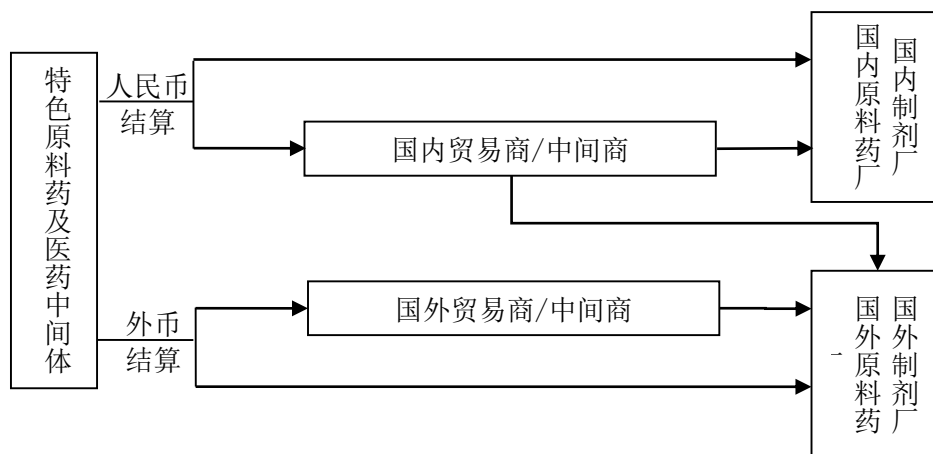 特色原料药及医药中间体
人民币
结算
国内贸易商/中间商
国内制剂厂
国内原料药厂
外币
结算
国外贸易商/中间商
国外制剂厂
国外原料药